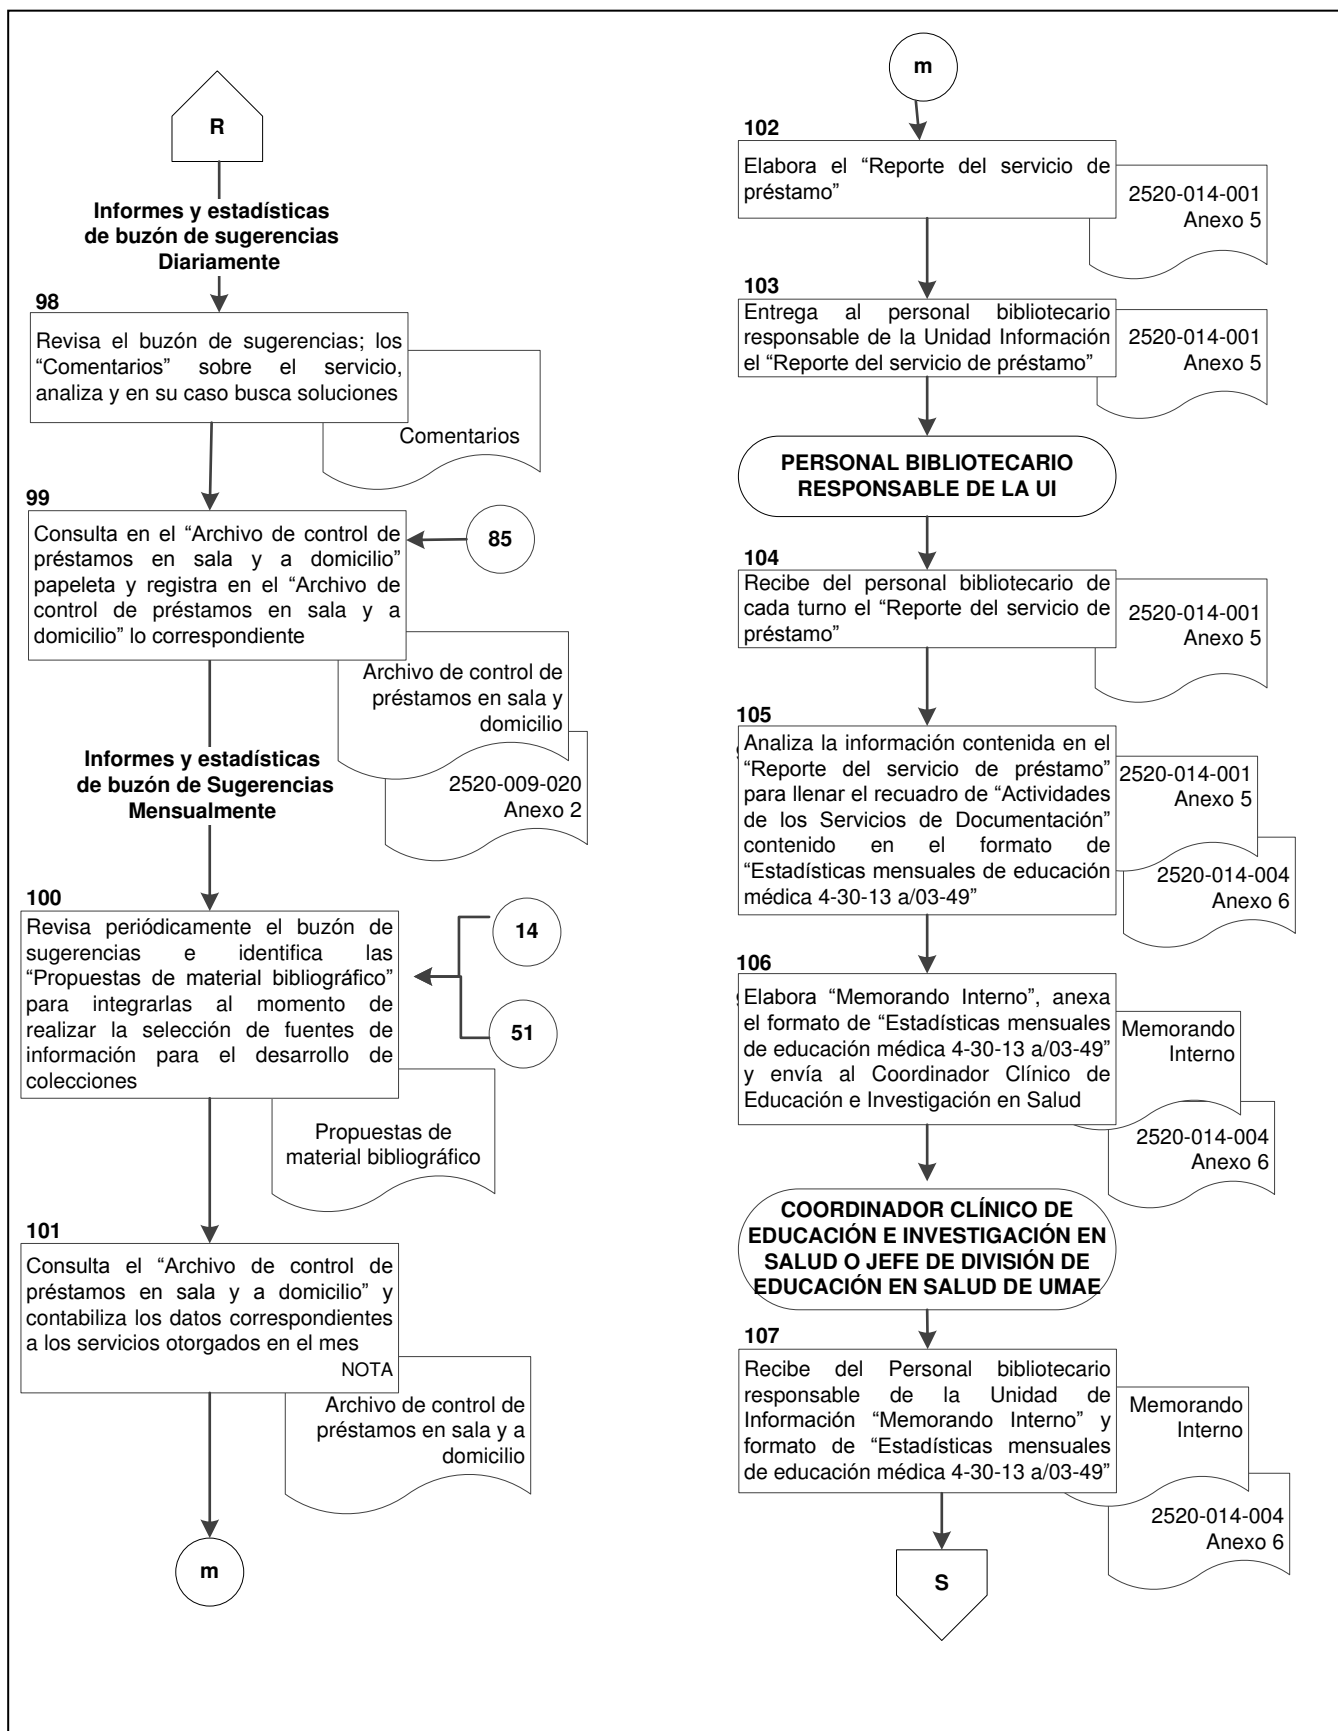 R
Informes y estadísticas
de buzón de sugerencias
Diariamente
98
Revisa el buzón de sugerencias; los
“Comentarios” sobre el servicio,
analiza y en su caso busca soluciones
Comentarios
99
Consulta en el “Archivo de control de
préstamos en sala y a domicilio”
papeleta y registra en el “Archivo de
control de préstamos en sala y a
domicilio” lo correspondiente
85
Archivo de control de
préstamos en sala y
domicilio
2520-009-020
Anexo 2
Informes y estadísticas
de buzón de Sugerencias
Mensualmente
100
Revisa periódicamente el buzón de
sugerencias e identifica las
“Propuestas de material bibliográfico”
para integrarlas al momento de
realizar la selección de fuentes de
información para el desarrollo de
colecciones
14
51
Propuestas de
material bibliográfico
101
Consulta el “Archivo de control de
préstamos en sala y a domicilio” y
contabiliza los datos correspondientes
a los servicios otorgados en el mes
NOTA
Archivo de control de
préstamos en sala y a
domicilio
m
m
102
Elabora el “Reporte del servicio de
préstamo”
2520-014-001
Anexo 5
103
Entrega al personal bibliotecario
responsable de la Unidad Información
el “Reporte del servicio de préstamo”
2520-014-001
Anexo 5
PERSONAL BIBLIOTECARIO
RESPONSABLE DE LA UI
104
Recibe del personal bibliotecario de
cada turno el “Reporte del servicio de
préstamo”
2520-014-001
Anexo 5
105
Analiza la información contenida en el
“Reporte del servicio de préstamo”
para llenar el recuadro de “Actividades
de los Servicios de Documentación”
contenido en el formato de
“Estadísticas mensuales de educación
médica 4-30-13 a/03-49”
2520-014-001
Anexo 5
2520-014-004
Anexo 6
106
Elabora “Memorando Interno”, anexa
el formato de “Estadísticas mensuales
de educación médica 4-30-13 a/03-49”
y envía al Coordinador Clínico de
Educación e Investigación en Salud
Memorando
Interno
2520-014-004
Anexo 6
COORDINADOR CLÍNICO DE
EDUCACIÓN E INVESTIGACIÓN EN
SALUD O JEFE DE DIVISIÓN DE
EDUCACIÓN EN SALUD DE UMAE
107
Recibe del Personal bibliotecario
responsable de la Unidad de
Información “Memorando Interno” y
formato de “Estadísticas mensuales
de educación médica 4-30-13 a/03-49”
Memorando
Interno
2520-014-004
Anexo 6
S